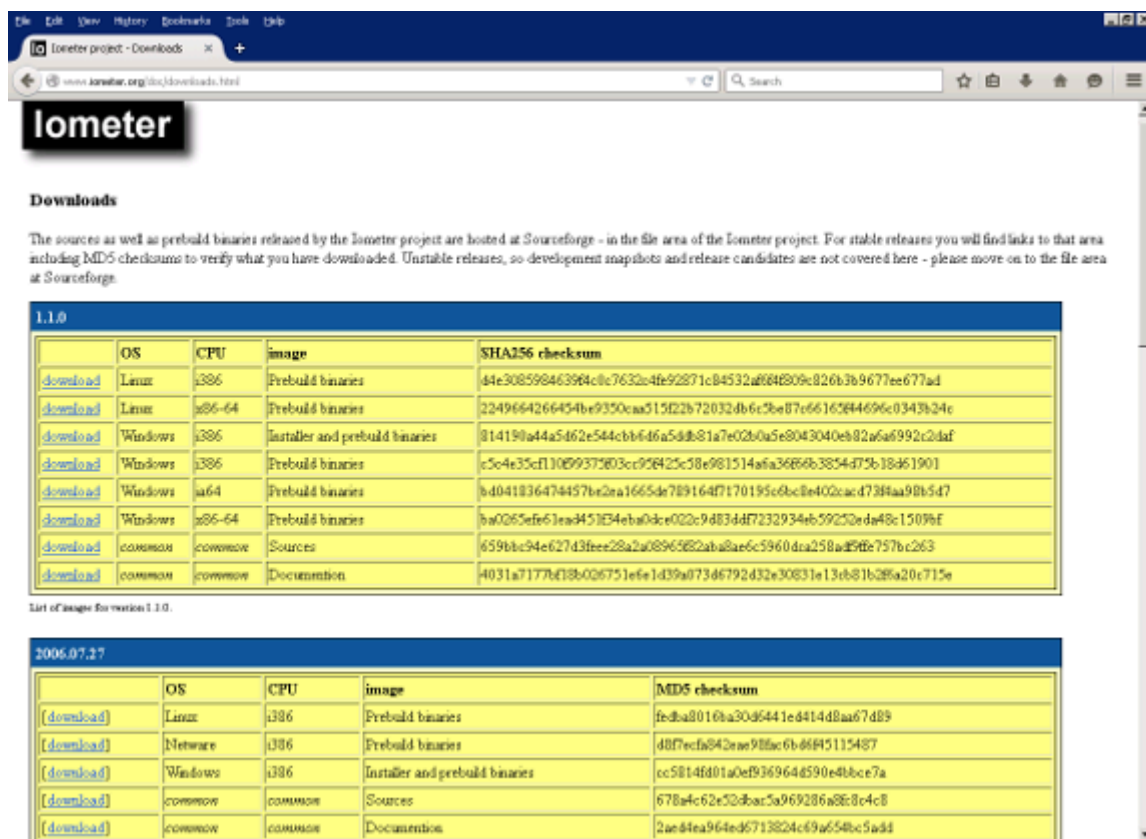 File Edit View History Bookmarks Tools Help
Iometer project - Downloads
www.iometer.org/doc/downloads.html Search
Iometer
Downloads
The sources as well as prebuild binaries released by the Iometer project are hosted at Sourceforge - in the file area of the Iometer project. For stable releases you will find links to that area
including MD5 checksums to verify what you have downloaded. Unstable releases, so development snapshots and release candidates are not covered here - please move on to the file area
at Sourceforge.
1.1.0
OS CPU image SHA256 checksum
download Linux i386 Prebuild binaries
download Linux x86-64 Prebuild binaries
download Windows i386 Installer and prebuild binaries
download Windows i386 Prebuild binaries
download Windows ia64 Prebuild binaries
download Windows x86-64 Prebuild binaries
download common common Sources
download common common Documention
List of images for version 1.1.0.
2006.07.27
OS CPU image MD5 checksum
[download] Linux i386 Prebuild binaries fedba8016ba30d6441ed414d8aa67d89
[download] Netware i386 Prebuild binaries
[download] Windows i386 Installer and prebuild binaries cc5814fd01a0ef936964d590e4bbce7a
[download] common common Sources
[download] common common Documention 2aed4ea964ed6713824c69a654bc5add